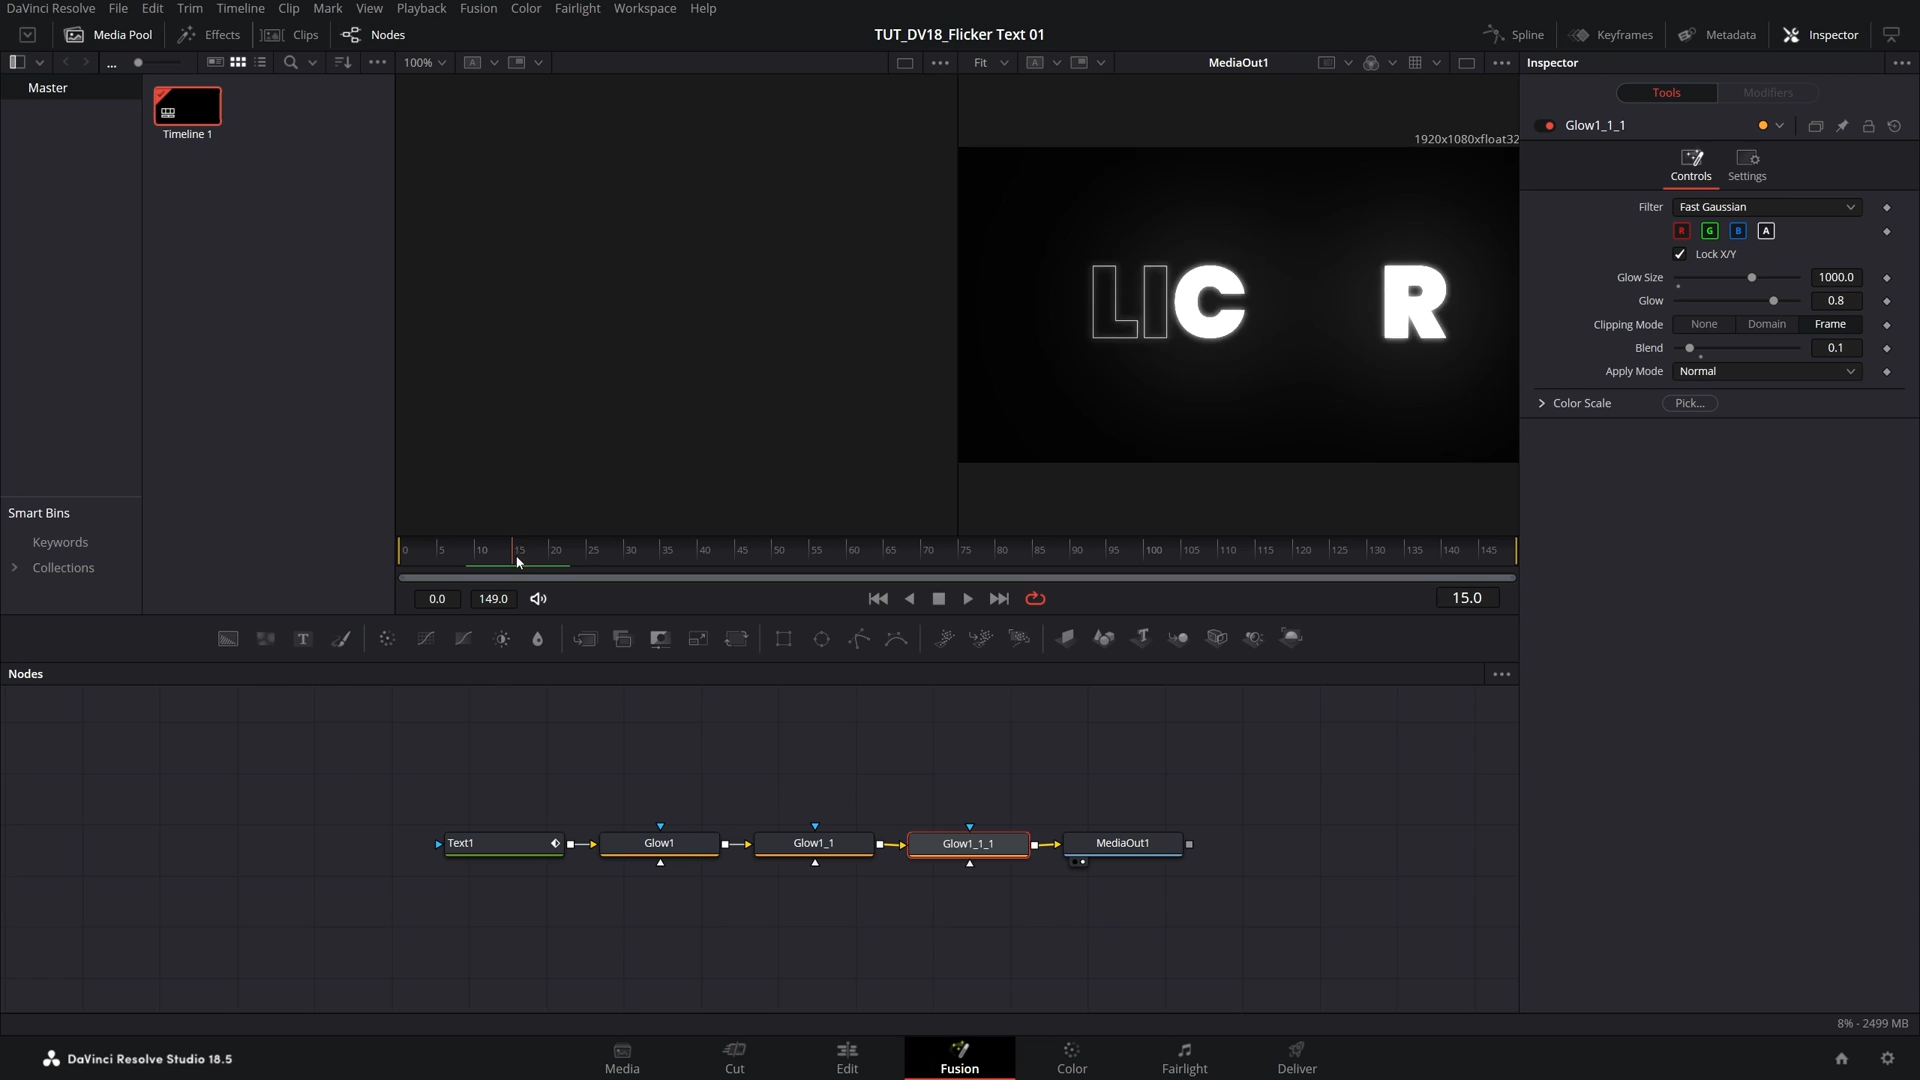 DaVinci Resolve File Edit Trim Timeline Clip Mark View Playback Fusion Color Fairlight Workspace Help
Media Pool Effects Clips Nodes TUT_DV18_Flicker Text 01 Spline Keyframes Metadata Inspector
... 100% A Fit A MediaOut1 Inspector
Master
Timeline 1
Tools Modifiers
Glow1_1_1
1920x1080xfloat32
Controls Settings
LIC R
Filter Fast Gaussian
R G B A
Lock X/Y
Glow Size 1000.0
Glow 0.8
Clipping Mode None Domain Frame
Blend 0.1
Apply Mode Normal
Color Scale Pick...
Smart Bins
Keywords
Collections
0 5 10 15 20 25 30 35 40 45 50 55 60 65 70 75 80 85 90 95 100 105 110 115 120 125 130 135 140 145
0.0 149.0 15.0
Nodes
Text1 Glow1 Glow1_1 Glow1_1_1 MediaOut1
8% - 2499 MB
DaVinci Resolve Studio 18.5
Media Cut Edit Fusion Color Fairlight Deliver